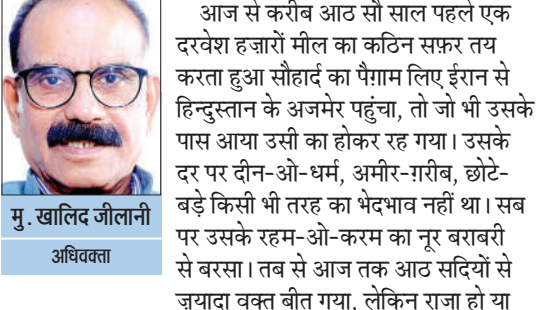 आज से करीब आठ सौ साल पहले एक
दरवेश हज़ारों मील का कठिन सफ़र तय
करता हुआ सौहार्द का पैग़ाम लिए ईरान से
हिन्दुस्तान के अजमेर पहुंचा, तो जो भी उसके
पास आया उसी का होकर रह गया। उसके
दर पर दीन-ओ-धर्म, अमीर-ग़रीब, छोटे-
बड़े किसी भी तरह का भेदभाव नहीं था। सब
पर उसके रहम-ओ-करम का नूर बराबरी
से बरसा। तब से आज तक आठ सदियों से
ज़्यादा वक्त बीत गया, लेकिन राजा हो या
मु. खालिद जीलानी
अधिवक्ता